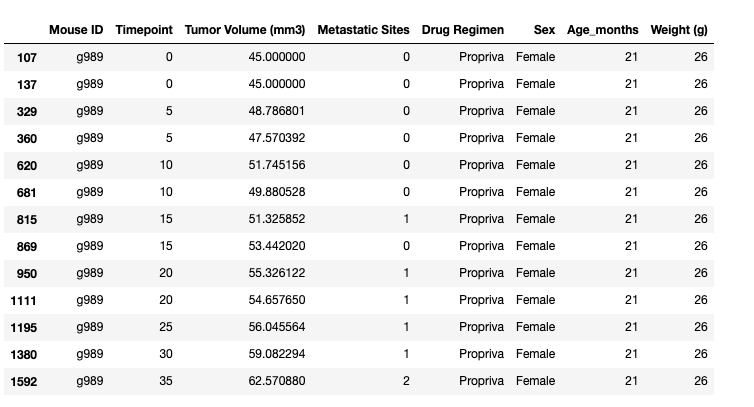 Mouse ID Timepoint Tumor Volume (mm3) Metastatic Sites Drug Regimen Sex Age_months Weight (g)
107 g989 0 45.000000 0 Propriva Female 21 26
137 g989 0 45.000000 0 Propriva Female 21 26
329 g989 5 48.786801 0 Propriva Female 21 26
360 g989 5 47.570392 0 Propriva Female 21 26
620 g989 10 51.745156 0 Propriva Female 21 26
681 g989 10 49.880528 0 Propriva Female 21 26
815 g989 15 51.325852 1 Propriva Female 21 26
869 g989 15 53.442020 0 Propriva Female 21 26
950 g989 20 55.326122 1 Propriva Female 21 26
1111 g989 20 54.657650 1 Propriva Female 21 26
1195 g989 25 56.045564 1 Propriva Female 21 26
1380 g989 30 59.082294 1 Propriva Female 21 26
1592 g989 35 62.570880 2 Propriva Female 21 26